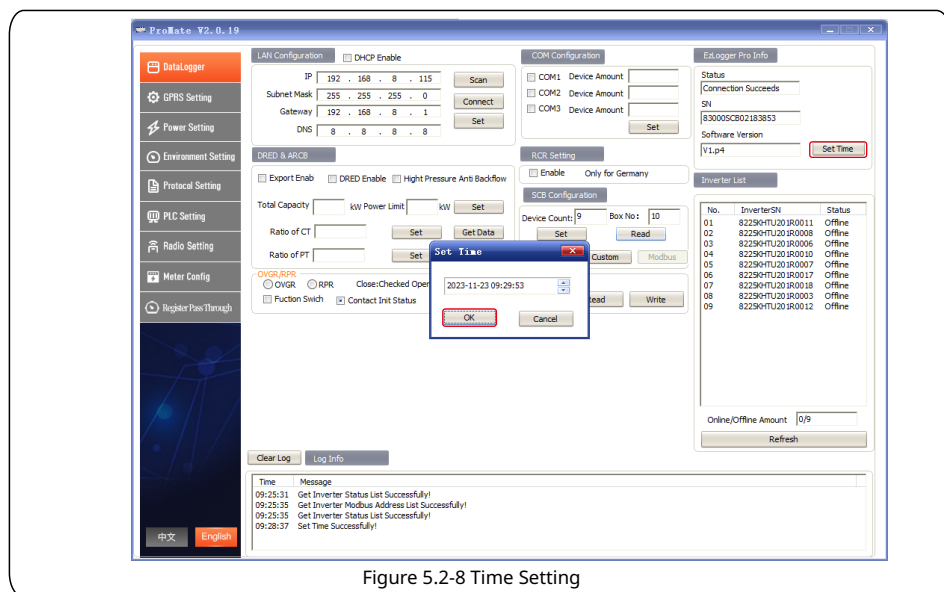 ProMate V2.0.19
DataLogger
GPRS Setting
Power Setting
Environment Setting
Protocol Setting
PLC Setting
Radio Setting
Meter Config
Register Pass Through
中文 English
LAN Configuration DHCP Enable
IP 192 . 168 . 8 . 115 Scan
Subnet Mask 255 . 255 . 255 . 0 Connect
Gateway 192 . 168 . 8 . 1
Set
DNS 8 . 8 . 8 . 8
COM Configuration
COM1 Device Amount
COM2 Device Amount
COM3 Device Amount
Set
EzLogger Pro Info
Status
Connection Succeeds
SN
83000SCB02183853
Software Version
V1.p4 Set Time
DRED & ARCB
Export Enab DRED Enable Hight Pressure Anti Backflow
Total Capacity kW Power Limit kW Set
Ratio of CT Set Get Data
Ratio of PT Set
RCR Setting
Enable Only for Germany
SCB Configuration
Device Count: 9 Box No: 10
Set Read
Custom Modbus
OVGR/RPR
OVGR RPR Close:Checked Oper
Fuction Swich Contact Init Status
Write
Set Time
2023-11-23 09:29:53
OK Cancel
Inverter List
No. InverterSN Status
01 8225KHTU201R0011 Offline
02 8225KHTU201R0008 Offline
03 8225KHTU201R0006 Offline
04 8225KHTU201R0010 Offline
05 8225KHTU201R0007 Offline
06 8225KHTU201R0017 Offline
07 8225KHTU201R0018 Offline
08 8225KHTU201R0003 Offline
09 8225KHTU201R0012 Offline
Online/Offline Amount 0/9
Refresh
Clear Log Log Info
Time Message
09:25:31 Get Inverter Status List Successfully!
09:25:35 Get Inverter Modbus Address List Successfully!
09:25:35 Get Inverter Status List Successfully!
09:28:37 Set Time Successfully!
Figure 5.2-8 Time Setting